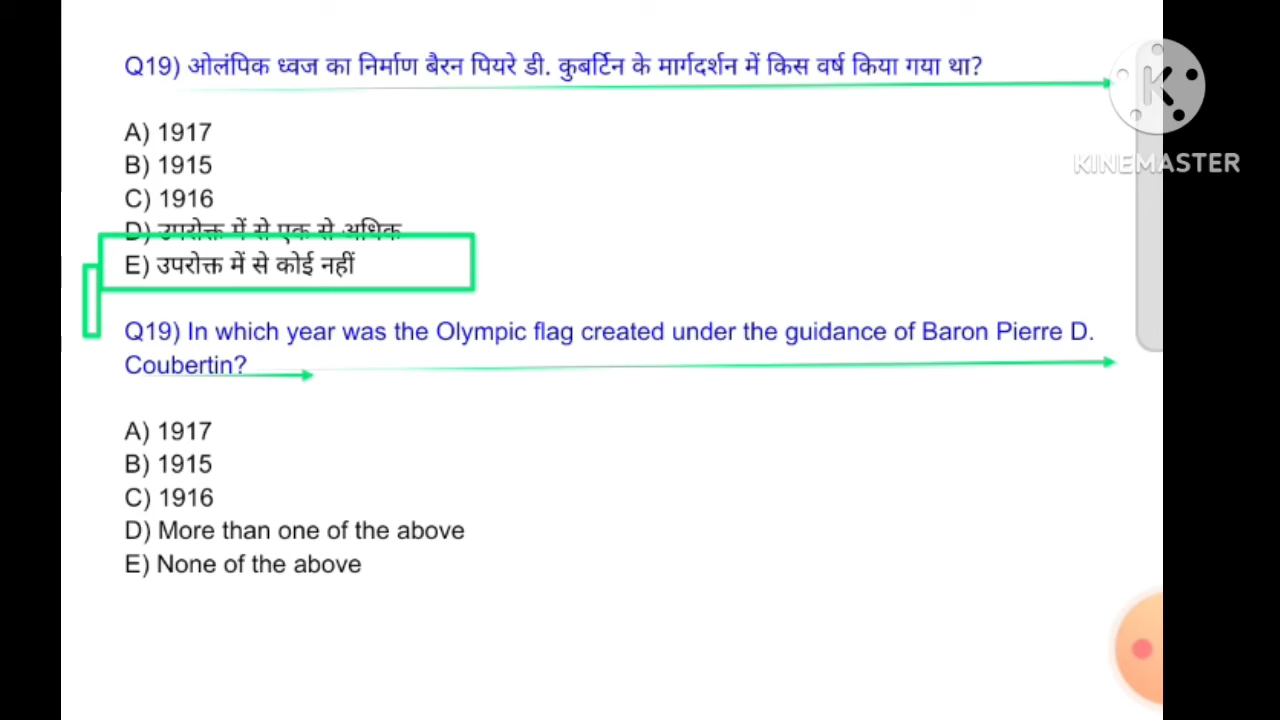 Q19) ओलंपिक ध्वज का निर्माण बैरन पियरे डी. कुबर्टिन के मार्गदर्शन में किस वर्ष किया गया था?
A) 1917
B) 1915
C) 1916
D) उपरोक्त में से एक से अधिक
E) उपरोक्त में से कोई नहीं
Q19) In which year was the Olympic flag created under the guidance of Baron Pierre D.
Coubertin?
A) 1917
B) 1915
C) 1916
D) More than one of the above
E) None of the above
K
KINEMASTER